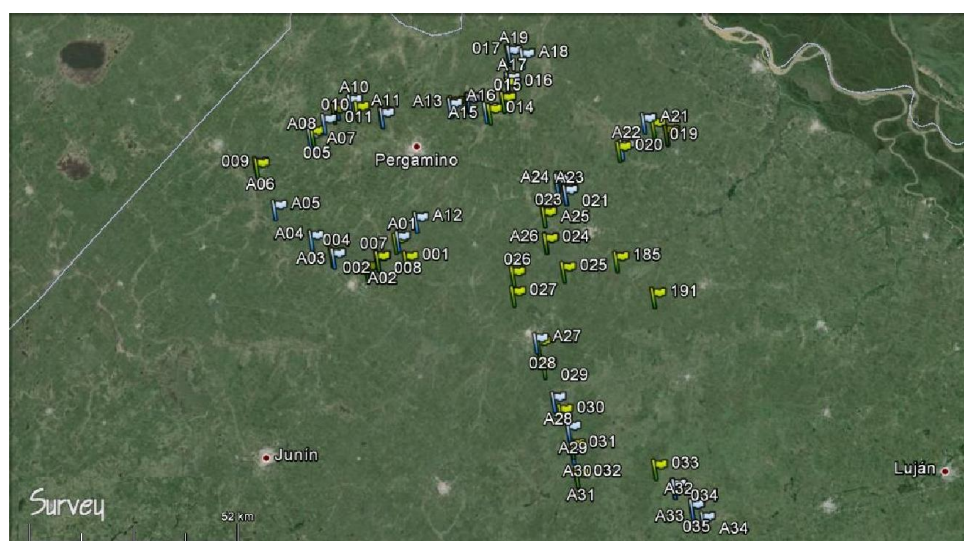 A19
017
A18
A17
016
015
A10
A16
010
A11
A13
014
011
A15
A08
A21
A07
A22
019
005
020
Pergamino
009
A06
A24
A23
023
021
A05
A25
A12
A01
A04
004
A26
024
007
A03
001
185
002
008
026
025
A02
027
191
A27
028
029
030
A28
031
A29
Junín
033
Luján
A30
032
A32
A31
034
Survey
A33
52 km
035
A34